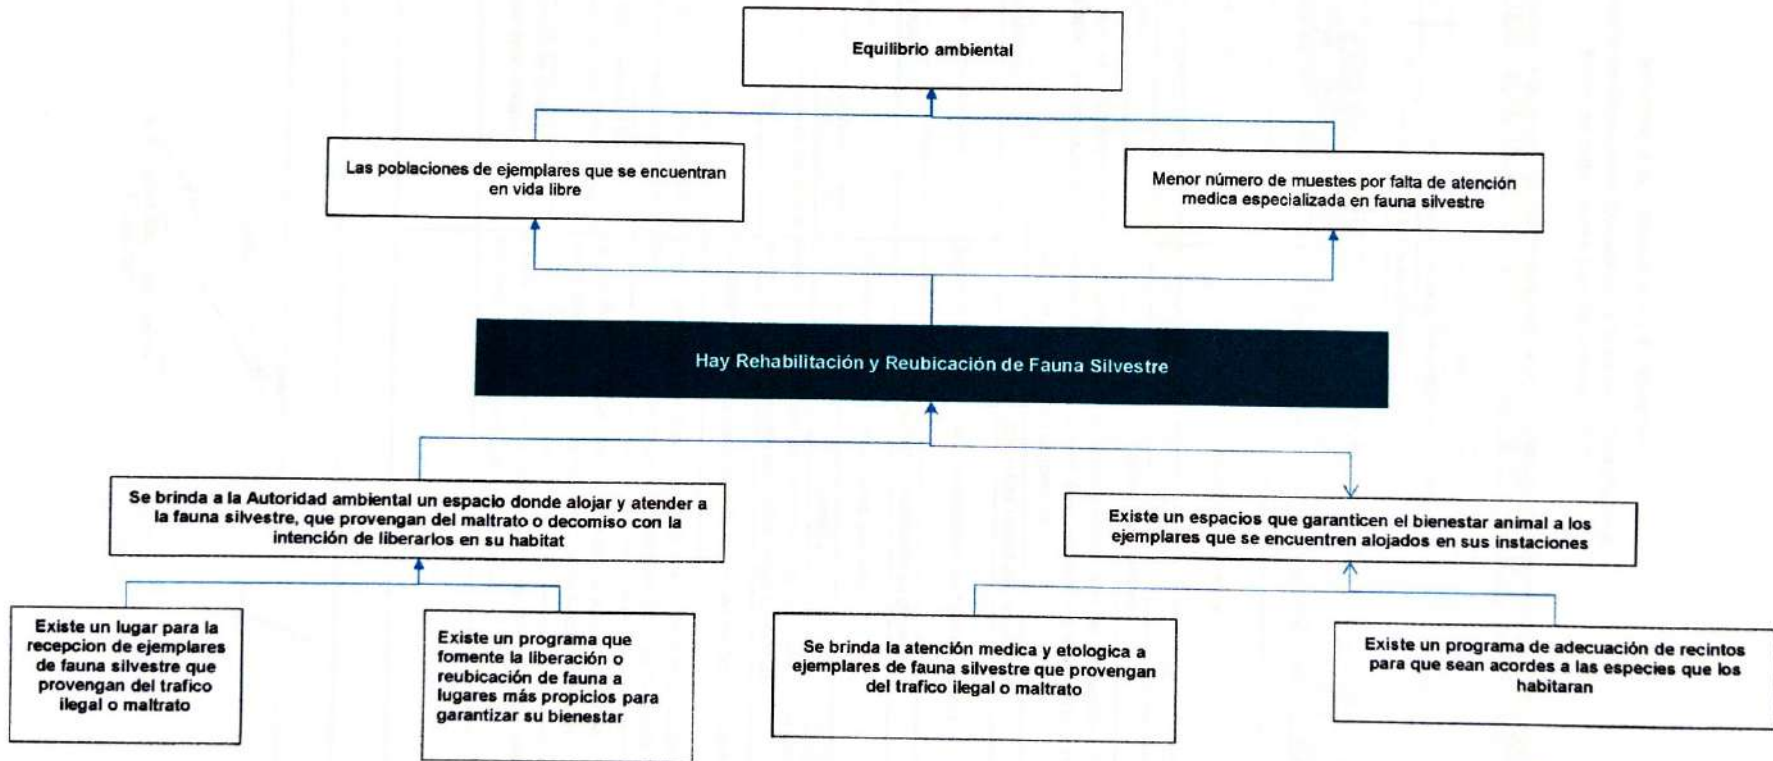 Equilibrio ambiental
Las poblaciones de ejemplares que se encuentran
en vida libre
Menor número de muestes por falta de atención
medica especializada en fauna silvestre
Hay Rehabilitación y Reubicación de Fauna Silvestre
Se brinda a la Autoridad ambiental un espacio donde alojar y atender a
la fauna silvestre, que provengan del maltrato o decomiso con la
intención de liberarlos en su habitat
Existe un espacios que garanticen el bienestar animal a los
ejemplares que se encuentren alojados en sus instaciones
Existe un lugar para la
recepcion de ejemplares
de fauna silvestre que
provengan del trafico
ilegal o maltrato
Existe un programa que
fomente la liberación o
reubicación de fauna a
lugares más propicios para
garantizar su bienestar
Se brinda la atención medica y etologica a
ejemplares de fauna silvestre que provengan
del trafico ilegal o maltrato
Existe un programa de adecuación de recintos
para que sean acordes a las especies que los
habitaran